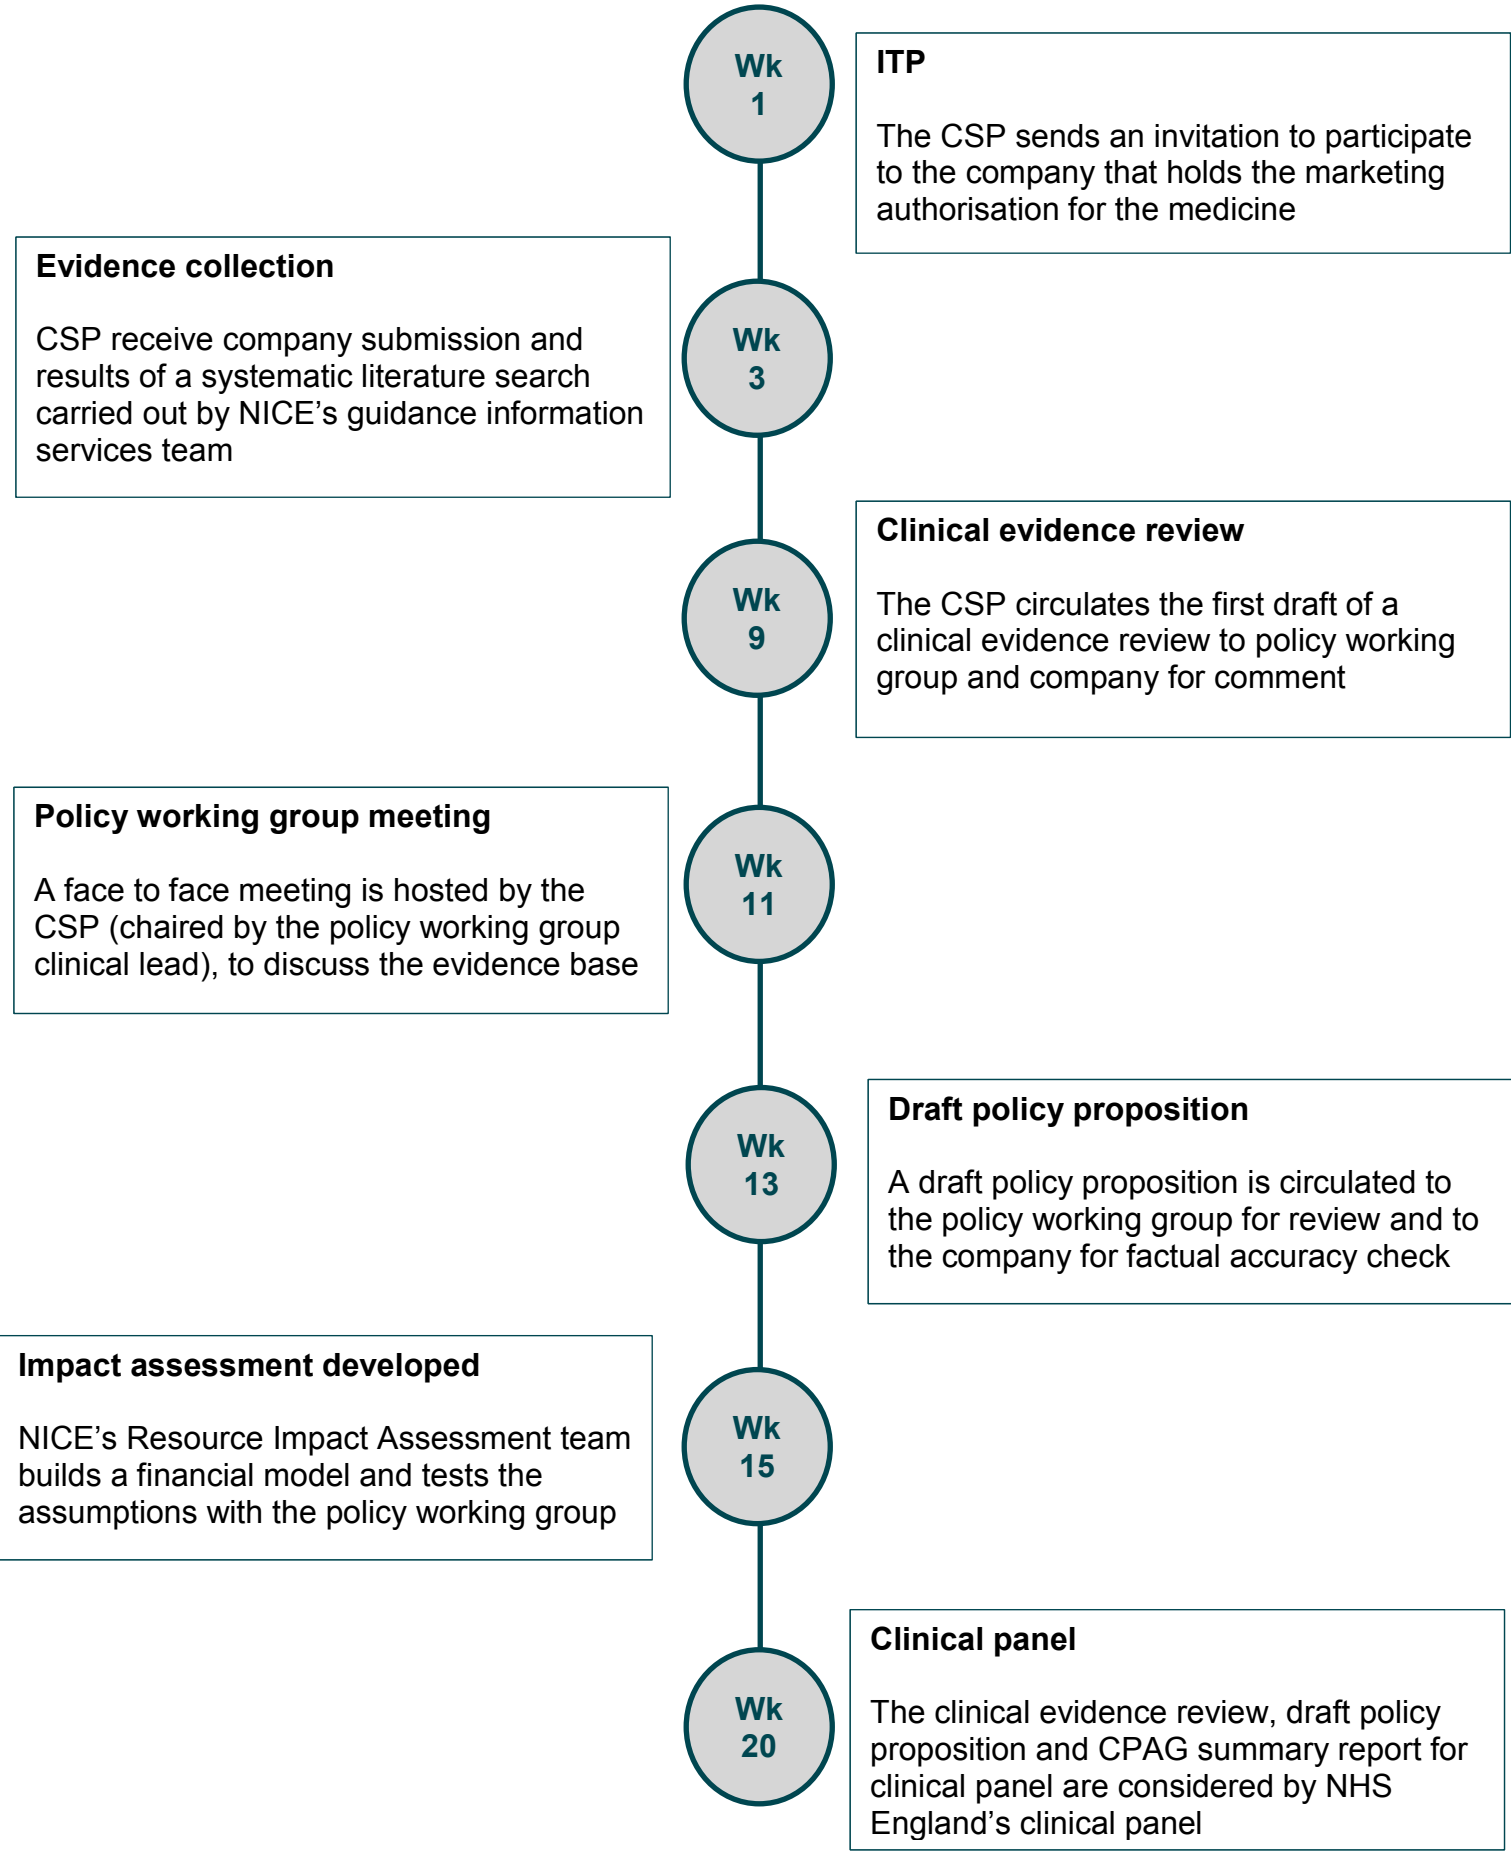 Wk
1
ITP
The CSP sends an invitation to participate
to the company that holds the marketing
authorisation for the medicine
Evidence collection
CSP receive company submission and
results of a systematic literature search
carried out by NICE’s guidance information
services team
Wk
3
Wk
9
Clinical evidence review
The CSP circulates the first draft of a
clinical evidence review to policy working
group and company for comment
Policy working group meeting
A face to face meeting is hosted by the
CSP (chaired by the policy working group
clinical lead), to discuss the evidence base
Wk
11
Wk
13
Draft policy proposition
A draft policy proposition is circulated to
the policy working group for review and to
the company for factual accuracy check
Impact assessment developed
NICE’s Resource Impact Assessment team
builds a financial model and tests the
assumptions with the policy working group
Wk
15
Wk
20
Clinical panel
The clinical evidence review, draft policy
proposition and CPAG summary report for
clinical panel are considered by NHS
England’s clinical panel